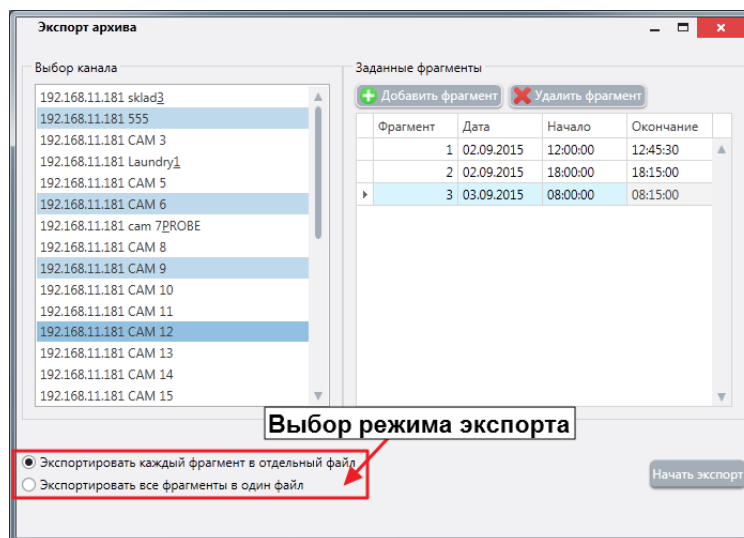 Экспорт архива
Выбор канала
192.168.11.181 sklad3
192.168.11.181 555
192.168.11.181 CAM 3
192.168.11.181 Laundry1
192.168.11.181 CAM 5
192.168.11.181 CAM 6
192.168.11.181 cam 7PROBE
192.168.11.181 CAM 8
192.168.11.181 CAM 9
192.168.11.181 CAM 10
192.168.11.181 CAM 11
192.168.11.181 CAM 12
192.168.11.181 CAM 13
192.168.11.181 CAM 14
192.168.11.181 CAM 15
Заданные фрагменты
Добавить фрагмент Удалить фрагмент
Фрагмент Дата Начало Окончание
1 02.09.2015 12:00:00 12:45:30
2 02.09.2015 18:00:00 18:15:00
3 03.09.2015 08:00:00 08:15:00
Выбор режима экспорта
Экспортировать каждый фрагмент в отдельный файл
Экспортировать все фрагменты в один файл
Начать экспорт